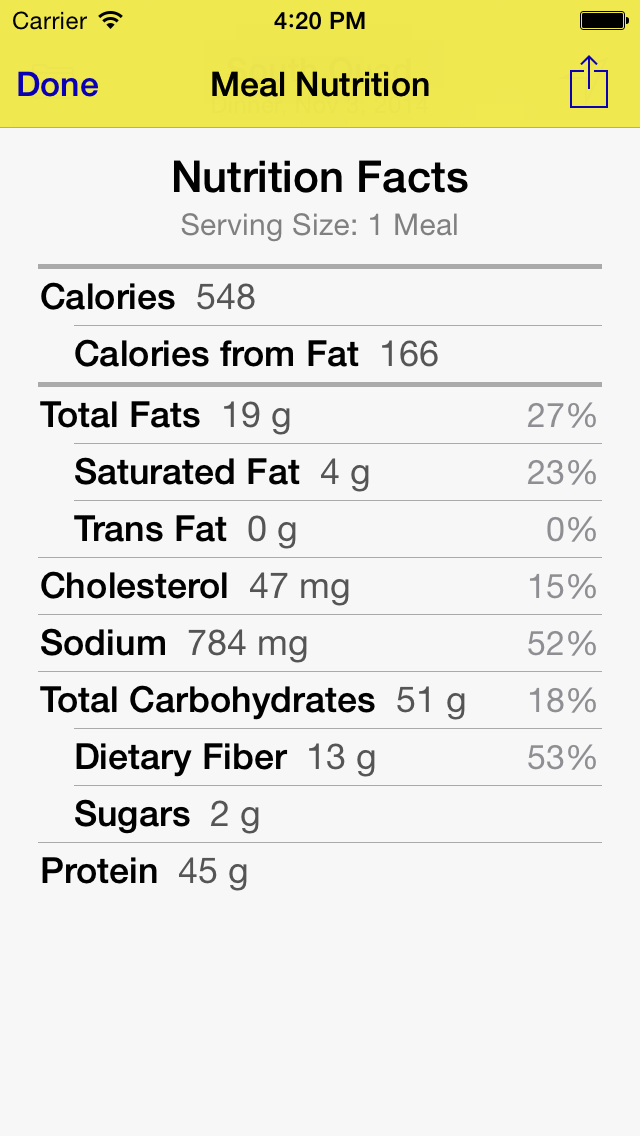 Carrier 4:20 PM
Done Meal Nutrition
Nutrition Facts
Serving Size: 1 Meal
Calories 548
Calories from Fat 166
Total Fats 19 g 27%
Saturated Fat 4 g 23%
Trans Fat 0 g 0%
Cholesterol 47 mg 15%
Sodium 784 mg 52%
Total Carbohydrates 51 g 18%
Dietary Fiber 13 g 53%
Sugars 2 g
Protein 45 g